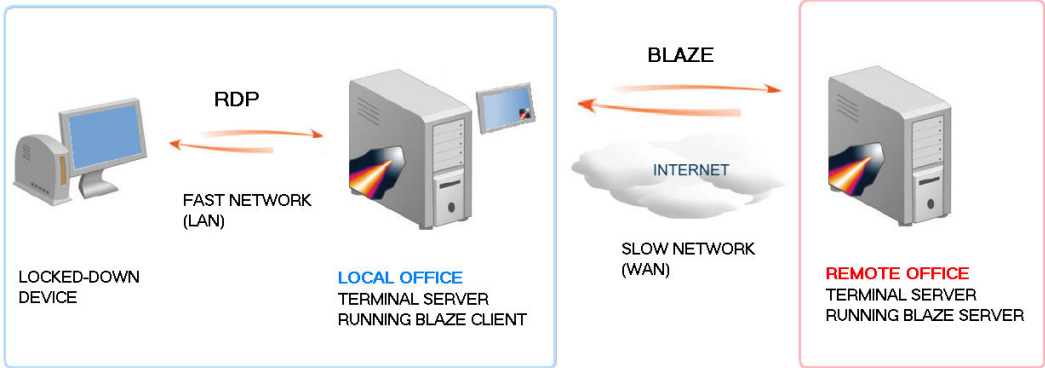 RDP
FAST NETWORK
(LAN)
LOCKED-DOWN
DEVICE
LOCAL OFFICE
TERMINAL SERVER
RUNNING BLAZE CLIENT
BLAZE
INTERNET
SLOW NETWORK
(WAN)
REMOTE OFFICE
TERMINAL SERVER
RUNNING BLAZE SERVER